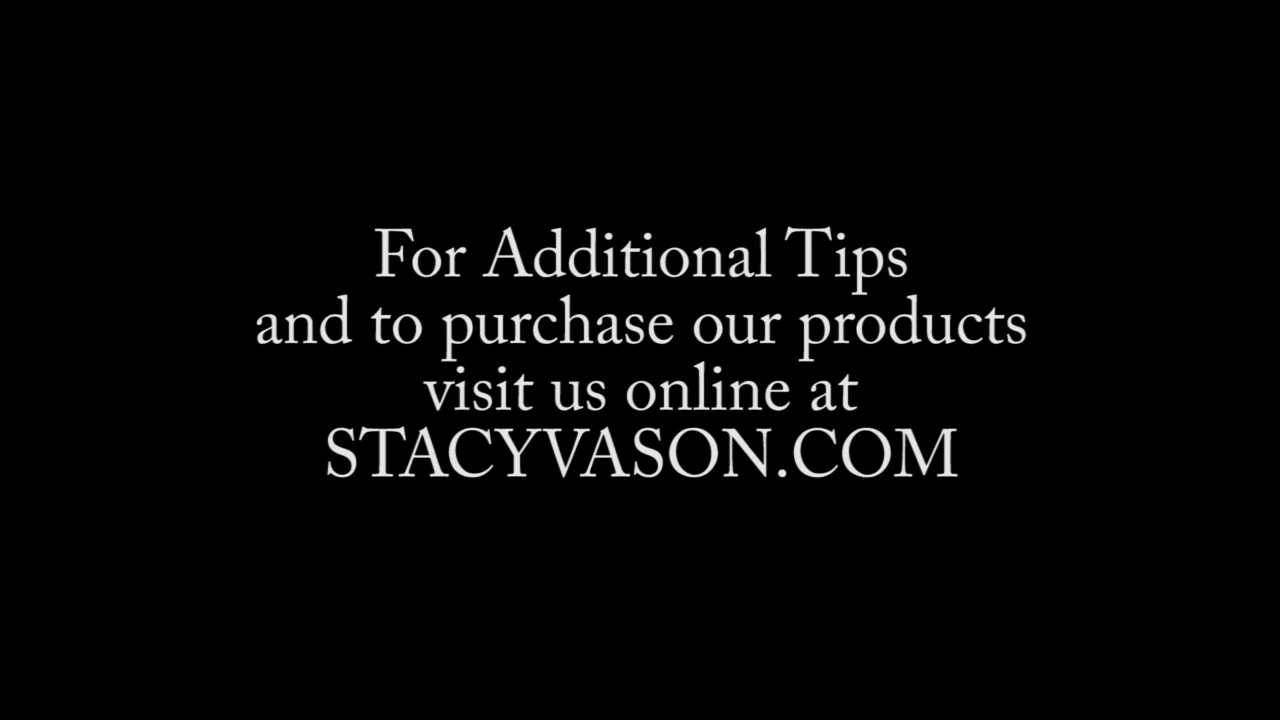 For Additional Tips
and to purchase our products
visit us online at
STACYVASON.COM